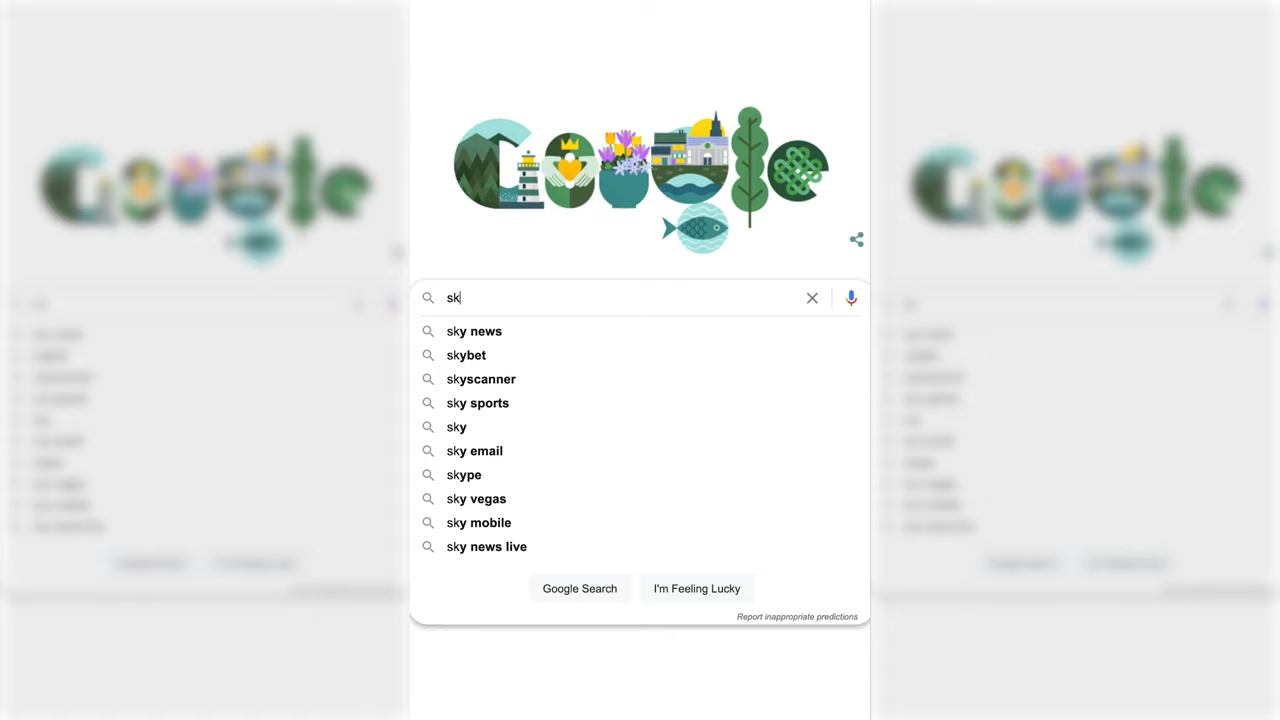 Google
sk
sky news
skybet
skyscanner
sky sports
sky
sky email
skype
sky vegas
sky mobile
sky news live
Google Search
I'm Feeling Lucky
Report inappropriate predictions